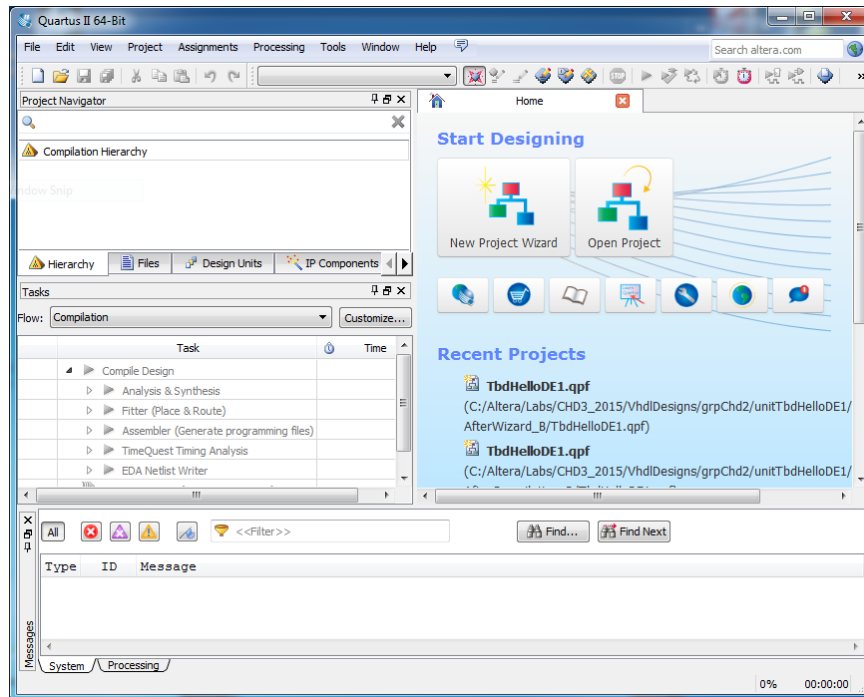 Quartus II 64-Bit
File Edit View Project Assignments Processing Tools Window Help
Search altera.com
Project Navigator
Home
Compilation Hierarchy
ndow Snip
Start Designing
New Project Wizard Open Project
Hierarchy Files Design Units IP Components
Tasks
Flow: Compilation Customize...
Task Time
Compile Design
Analysis & Synthesis
Fitter (Place & Route)
Assembler (Generate programming files)
TimeQuest Timing Analysis
EDA Netlist Writer
Recent Projects
TbdHelloDE1.qpf
(C:/Altera/Labs/CHD3_2015/VhdlDesigns/grpChd2/unitTbdHelloDE1/
AfterWizard_B/TbdHelloDE1.qpf)
TbdHelloDE1.qpf
(C:/Altera/Labs/CHD3_2015/VhdlDesigns/grpChd2/unitTbdHelloDE1/
All <<Filter>> Find... Find Next
Type ID Message
Messages
System Processing
0% 00:00:00